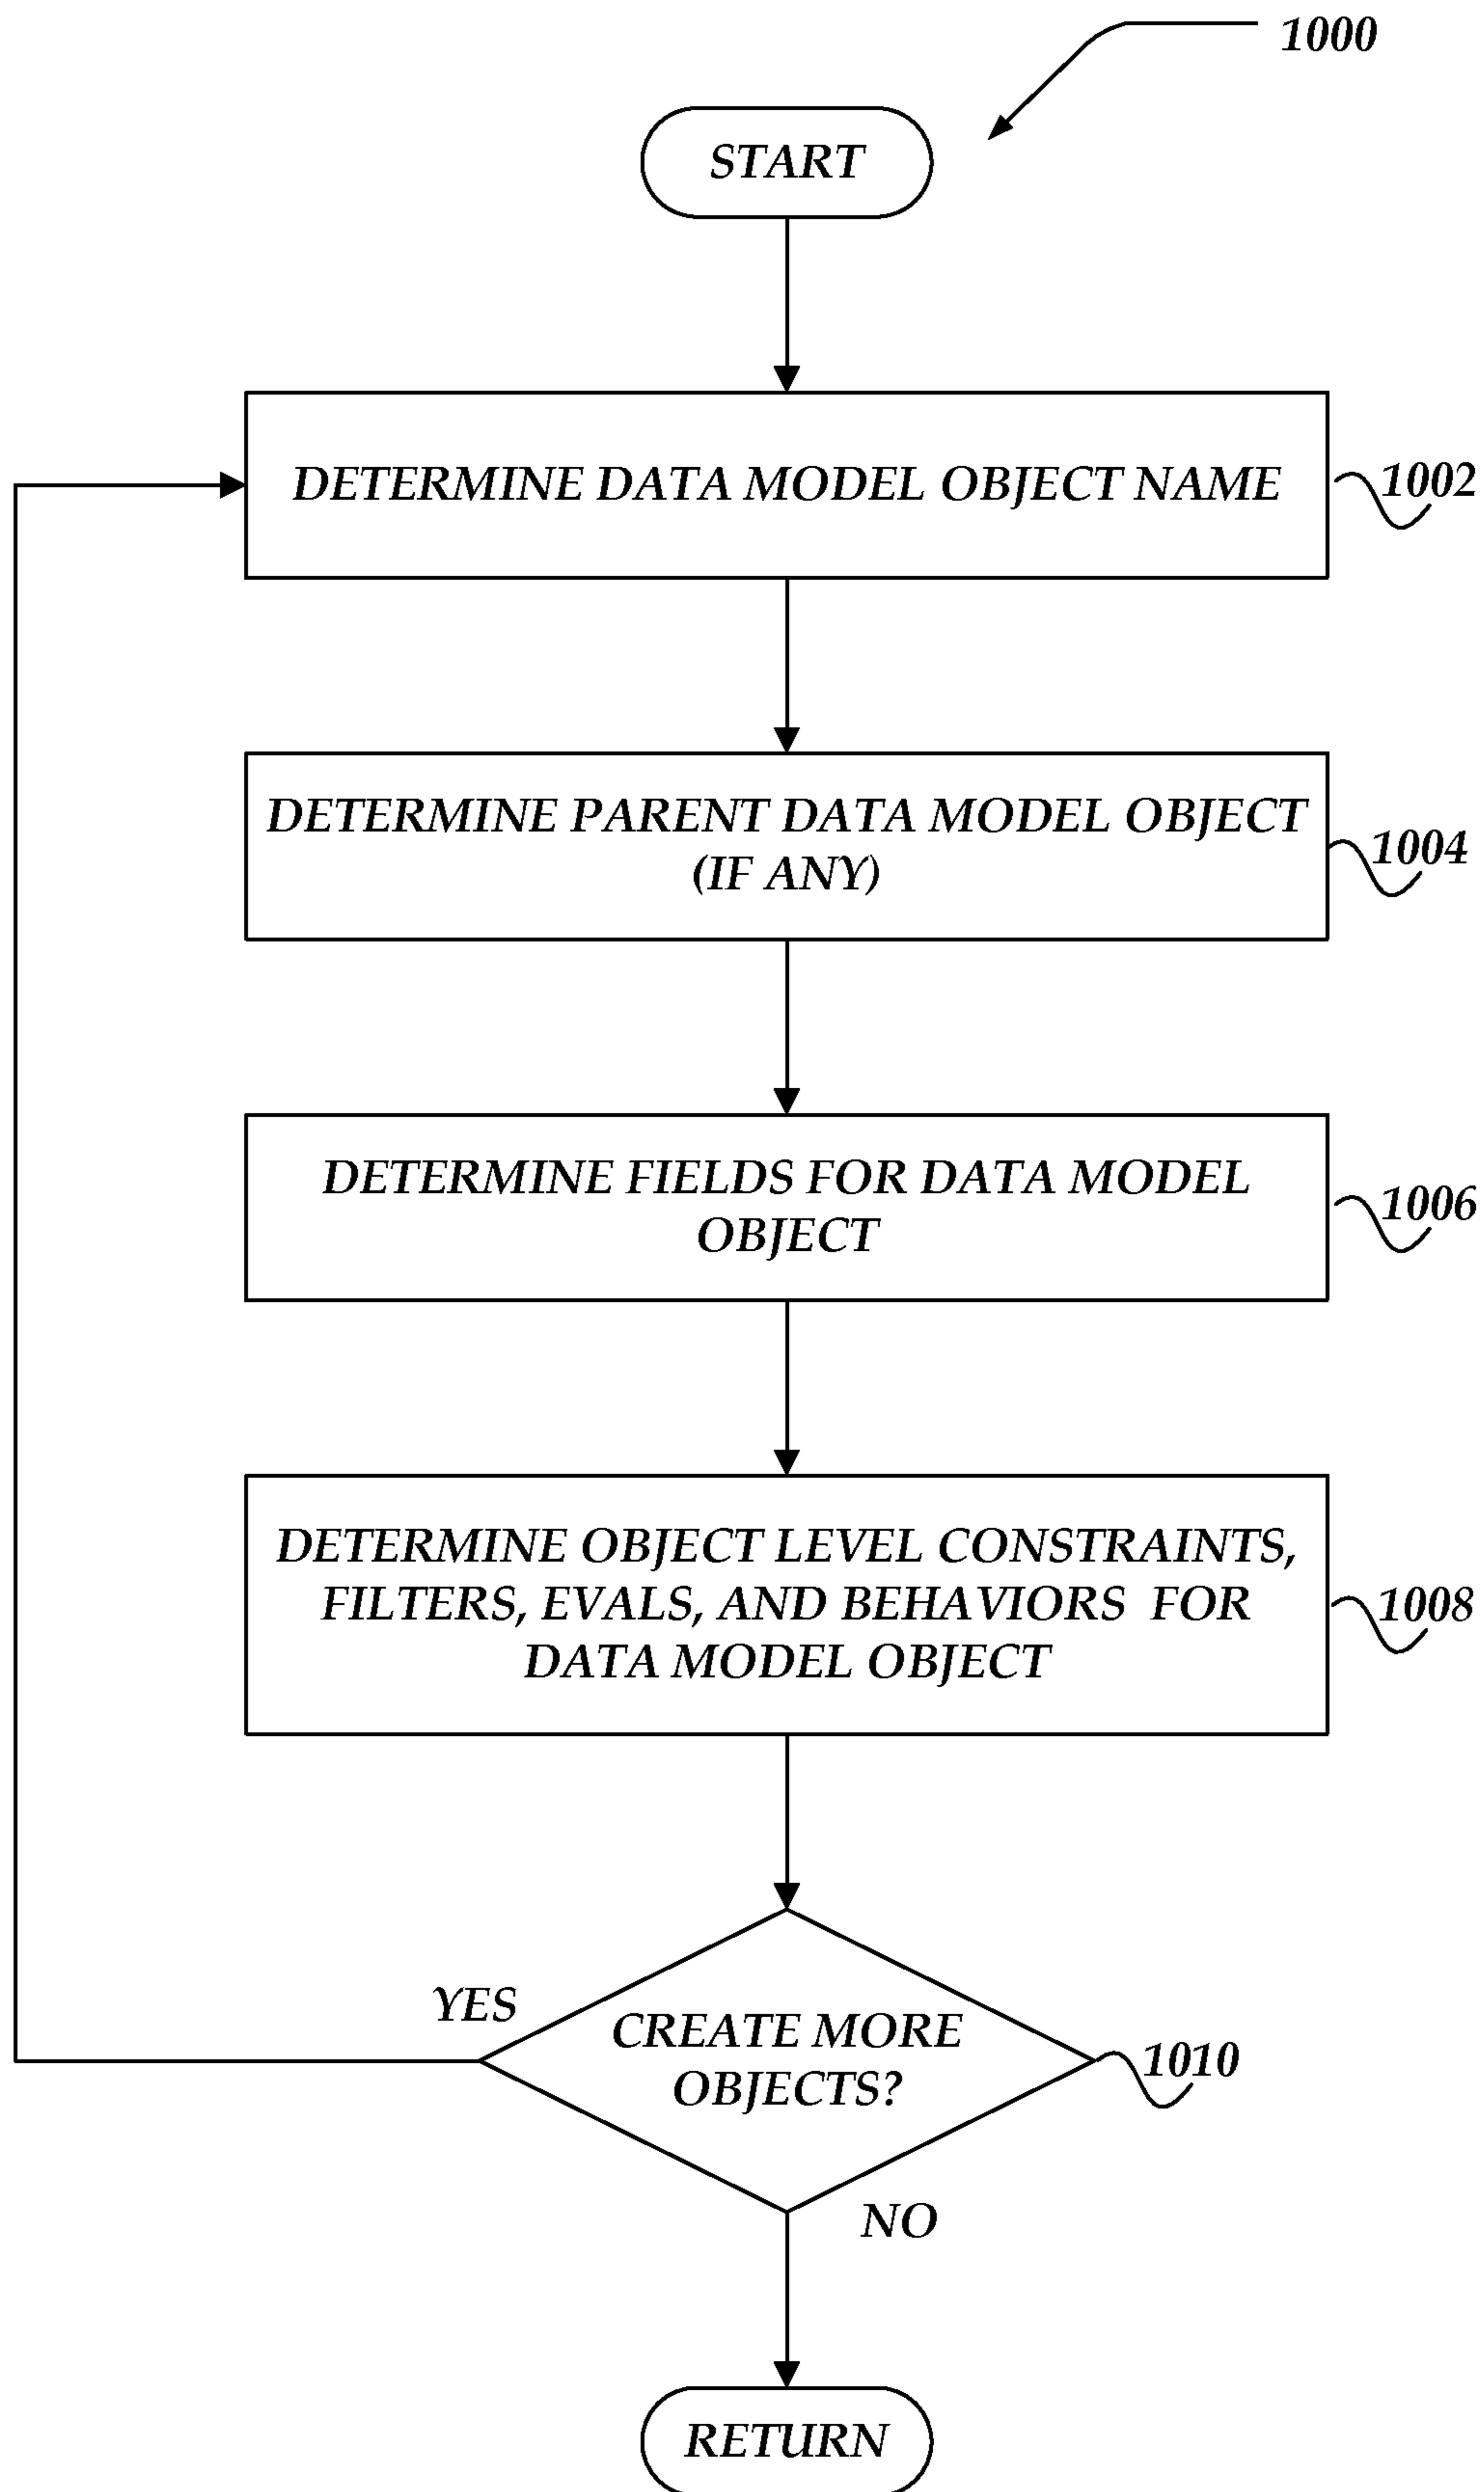 1000
START
DETERMINE DATA MODEL OBJECT NAME
1002
DETERMINE PARENT DATA MODEL OBJECT
(IF ANY)
1004
DETERMINE FIELDS FOR DATA MODEL
OBJECT
1006
DETERMINE OBJECT LEVEL CONSTRAINTS,
FILTERS, EVALS, AND BEHAVIORS FOR
DATA MODEL OBJECT
1008
YES
CREATE MORE
OBJECTS?
1010
NO
RETURN